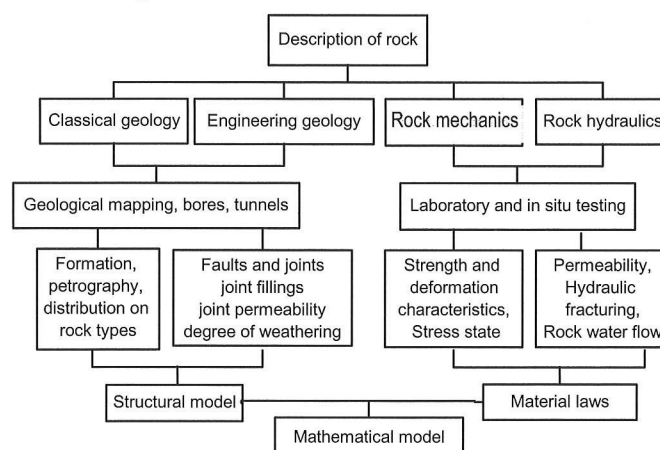 Description of rock
Classical geology
Engineering geology
Rock mechanics
Rock hydraulics
Geological mapping, bores, tunnels
Laboratory and in situ testing
Formation,
petrography,
distribution on
rock types
Faults and joints
joint fillings
joint permeability
degree of weathering
Strength and
deformation
characteristics,
Stress state
Permeability,
Hydraulic
fracturing,
Rock water flow
Structural model
Material laws
Mathematical model